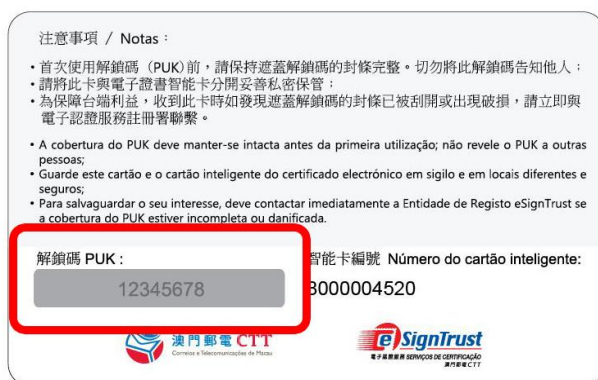 注意事項 / Notas：
• 首次使用解鎖碼（PUK）前，請保持遮蓋解鎖碼的封條完整。切勿將此解鎖碼告知他人；
• 請將此卡與電子證書智能卡分開妥善私密保管；
• 為保障台端利益，收到此卡時如發現遮蓋解鎖碼的封條已被刮開或出現破損，請立即與
電子認證服務註冊署聯繫。
• A cobertura do PUK deve manter-se intacta antes da primeira utilização; não revele o PUK a outras
pessoas;
• Guarde este cartão e o cartão inteligente do certificado electrónico em sigilo e em locais diferentes e
seguros;
• Para salvaguardar o seu interesse, deve contactar imediatamente a Entidade de Registo eSignTrust se
a cobertura do PUK estiver incompleta ou danificada.
解鎖碼 PUK :
智能卡編號 Número do cartão inteligente:
12345678
3000004520
澳門郵電 CTT
Correios e Telecomunicações de Macau
eSignTrust
電子認證服務 SERVIÇOS DE CERTIFICAÇÃO
澳門郵電CTT